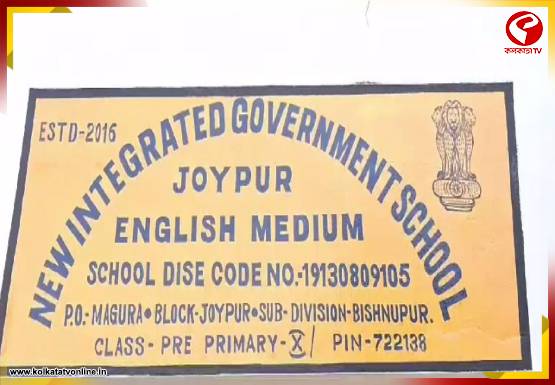 কলকাতা TV
ESTD-2016
NEW INTEGRATED GOVERNMENT SCHOOL
JOYPUR
ENGLISH MEDIUM
SCHOOL DISE CODE NO.-19130809105
P.O.- MAGURA • BLOCK-JOYPUR • SUB-DIVISION-BISHNUPUR.
CLASS- PRE PRIMARY-X/ PIN-722138
www.kolkatatvonline.in